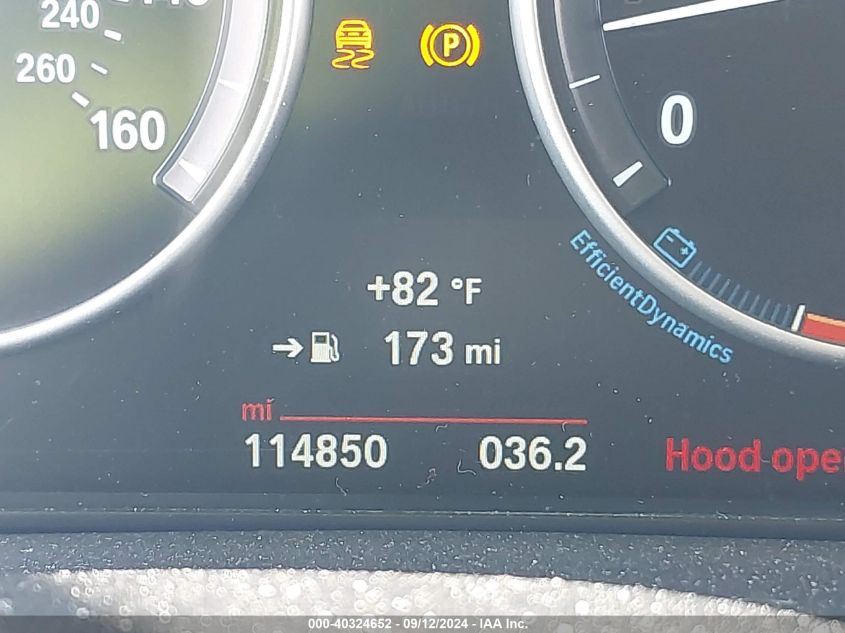 240
260
160
P
0
+82 °F
EfficientDynamics
173 mi
mi
114850 036.2
Hood ope
000-40324652 - 09/12/2024 - IAA Inc.